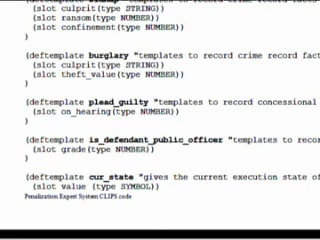 (slot culprit(type STRING))
(slot ransom(type NUMBER))
(slot confinement(type NUMBER))
)
(deftemplate burglary "templates to record crime record fact
(slot culprit(type STRING)
(slot theft_value(type NUMBER))
)
(deftemplate plead_guilty "templates to record concessional
(slot on_hearing(type NUMBER))
)
(deftemplate is_defendant_public_officer "templates to recor
(slot grade(type NUMBER))
)
(deftemplate cur_state "gives the current execution state of
(slot value (type SYMBOL))
Penalization Expert System CLIPS code